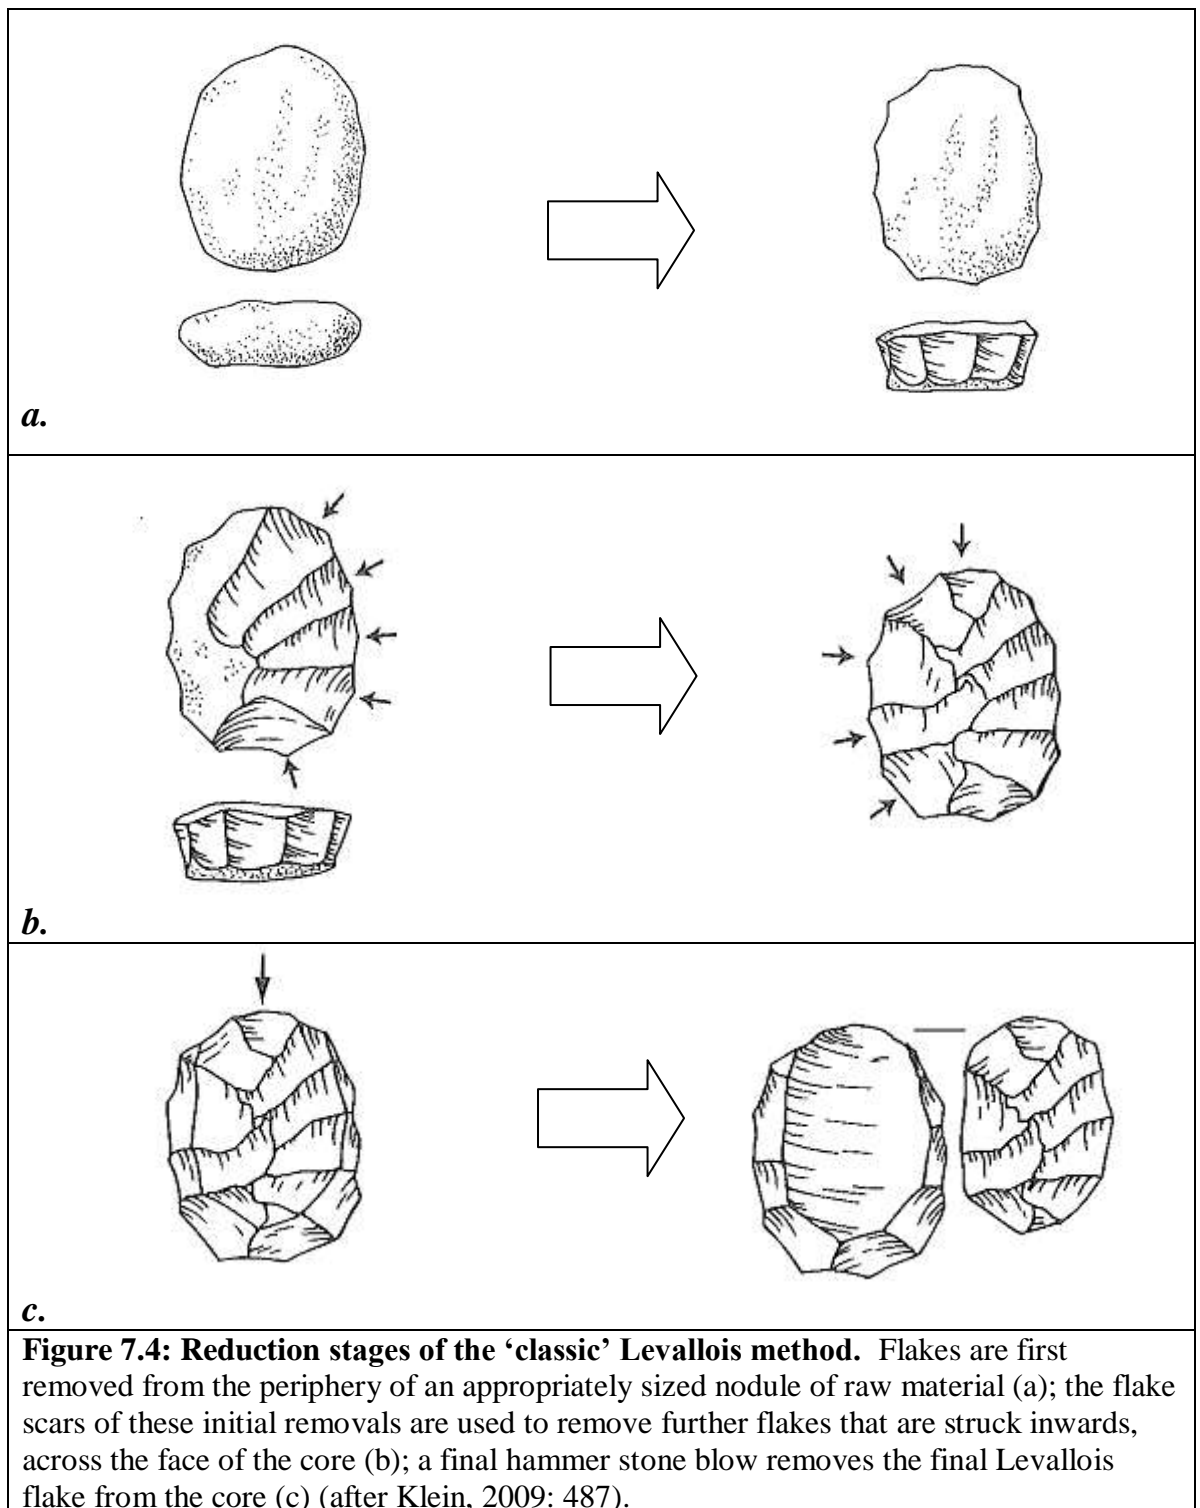 a.
b.
c.
Figure 7.4: Reduction stages of the ‘classic’ Levallois method. Flakes are first
removed from the periphery of an appropriately sized nodule of raw material (a); the flake
scars of these initial removals are used to remove further flakes that are struck inwards,
across the face of the core (b); a final hammer stone blow removes the final Levallois
flake from the core (c) (after Klein, 2009: 487).